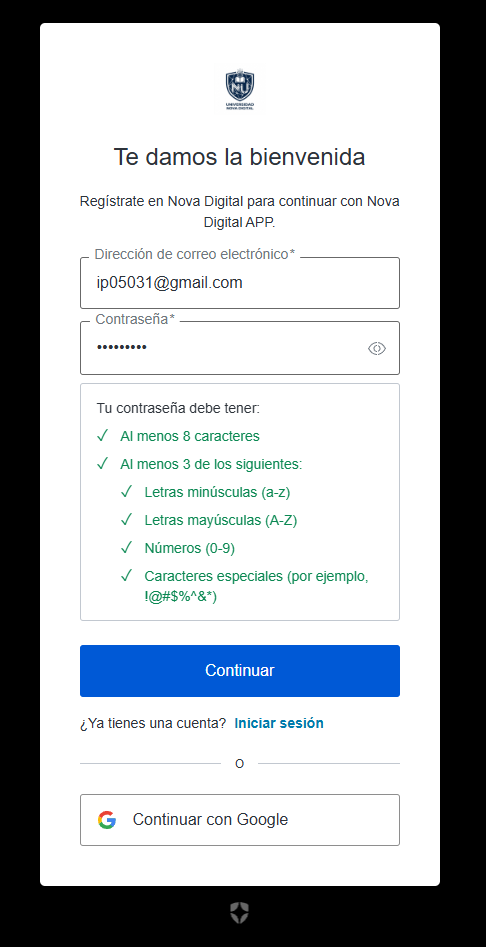 NU
UNIVERSIDAD
NOVA DIGITAL
Te damos la bienvenida
Regístrate en Nova Digital para continuar con Nova
Digital APP.
Dirección de correo electrónico*
ip05031@gmail.com
Contraseña*
•••••••••
Tu contraseña debe tener:
Al menos 8 caracteres
Al menos 3 de los siguientes:
Letras minúsculas (a-z)
Letras mayúsculas (A-Z)
Números (0-9)
Caracteres especiales (por ejemplo,
!@#$%^&*)
Continuar
¿Ya tienes una cuenta? Iniciar sesión
O
Continuar con Google